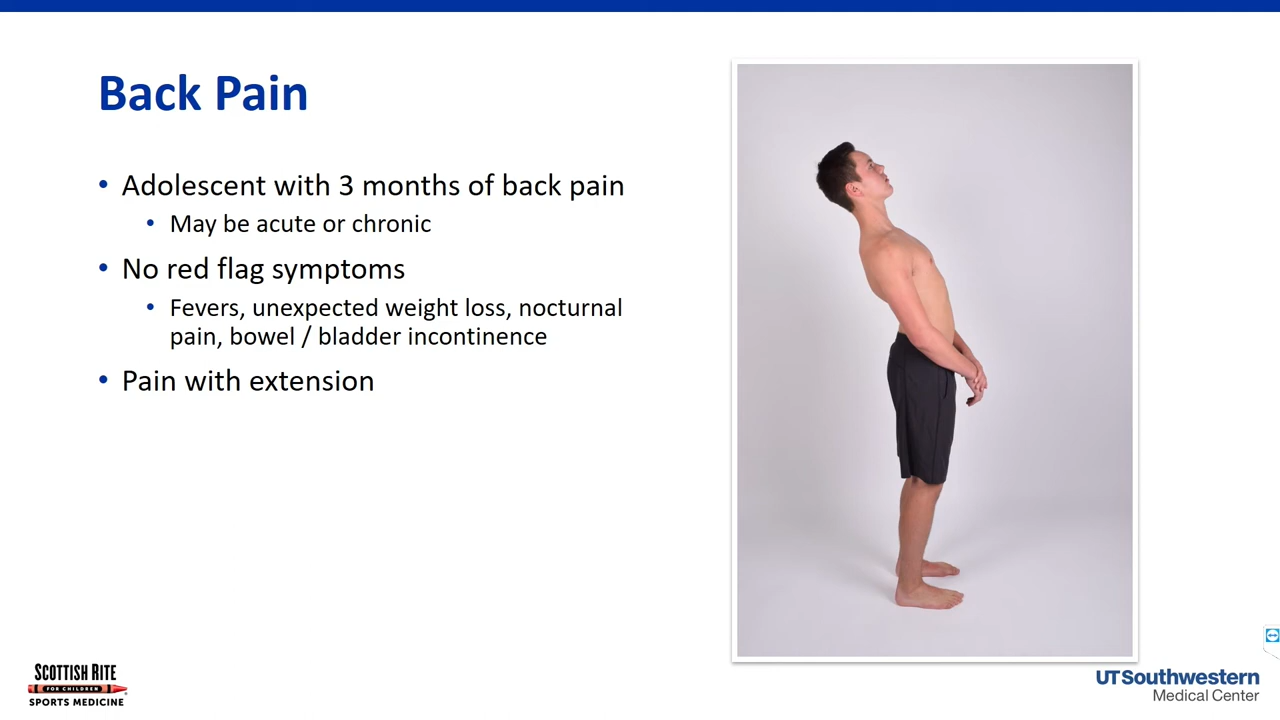 Back Pain
• Adolescent with 3 months of back pain
• May be acute or chronic
• No red flag symptoms
• Fevers, unexpected weight loss, nocturnal
pain, bowel / bladder incontinence
• Pain with extension
SCOTTISH RITE
FOR CHILDREN
SPORTS MEDICINE
UTSouthwestern
Medical Center